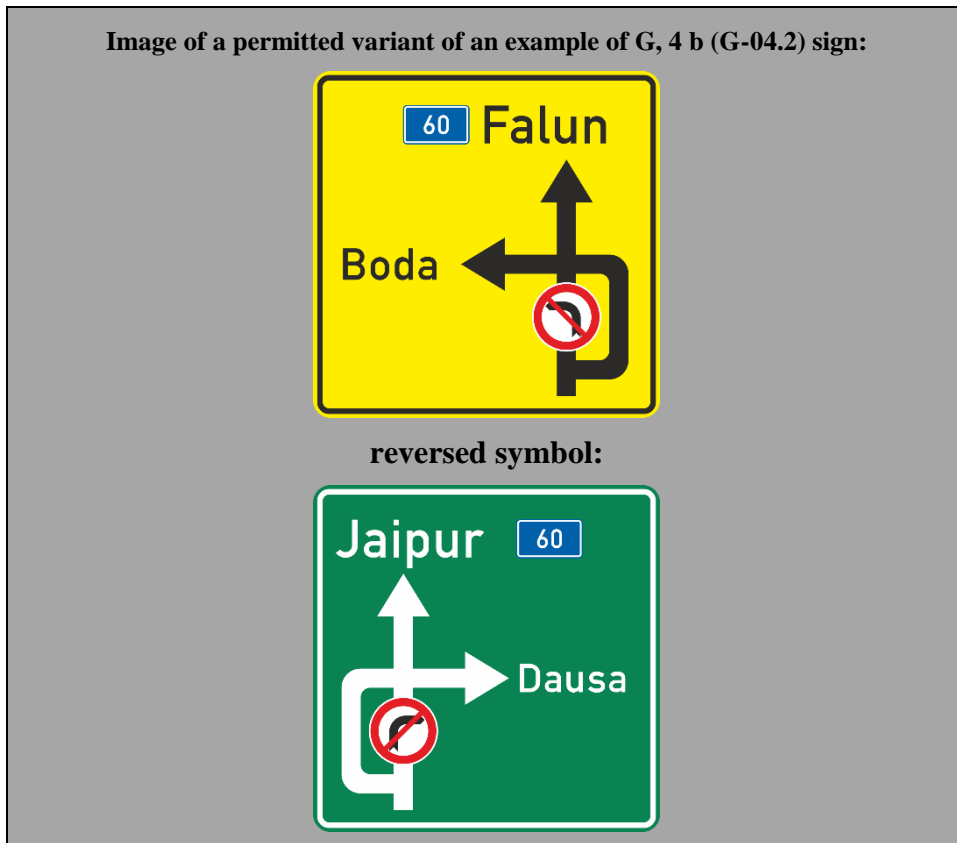 Image of a permitted variant of an example of G, 4 b (G-04.2) sign:
60 Falun
Boda
reversed symbol:
Jaipur 60
Dausa